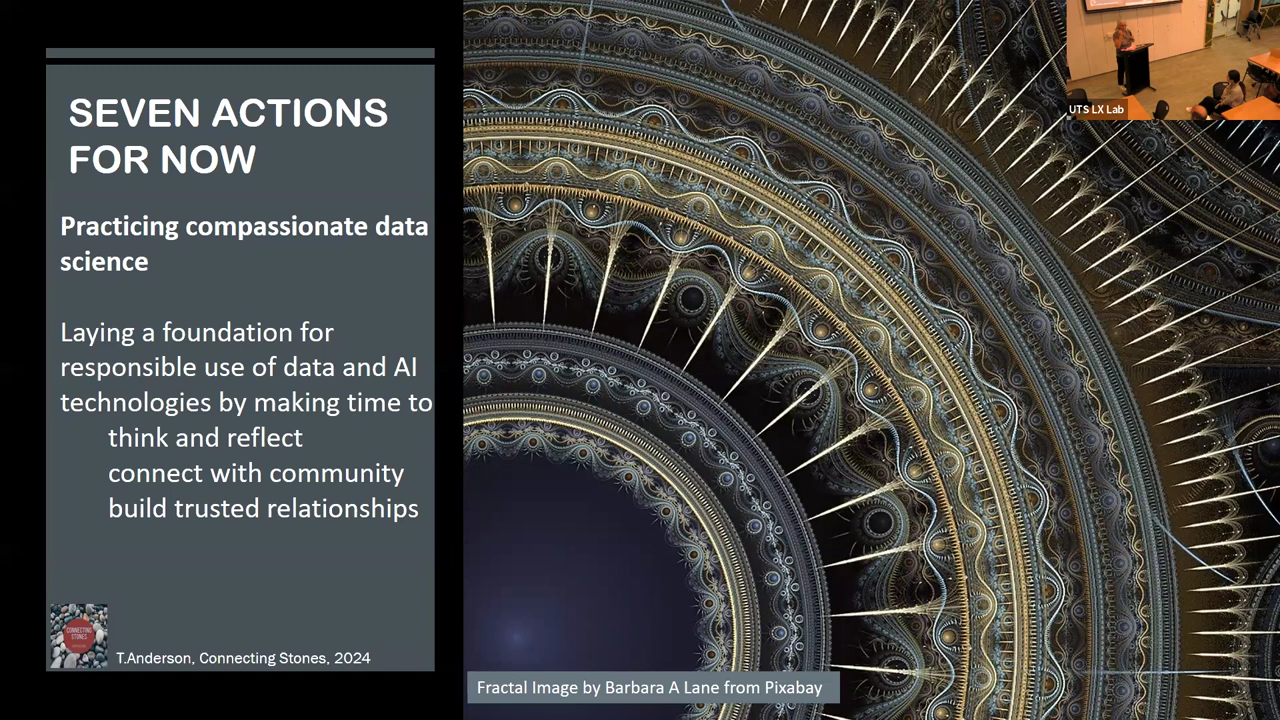 SEVEN ACTIONS
FOR NOW
Practicing compassionate data
science
Laying a foundation for
responsible use of data and AI
technologies by making time to
think and reflect
connect with community
build trusted relationships
CONNECTING
STONES
T.Anderson, Connecting Stones, 2024
Fractal Image by Barbara A Lane from Pixabay
UTS LX Lab